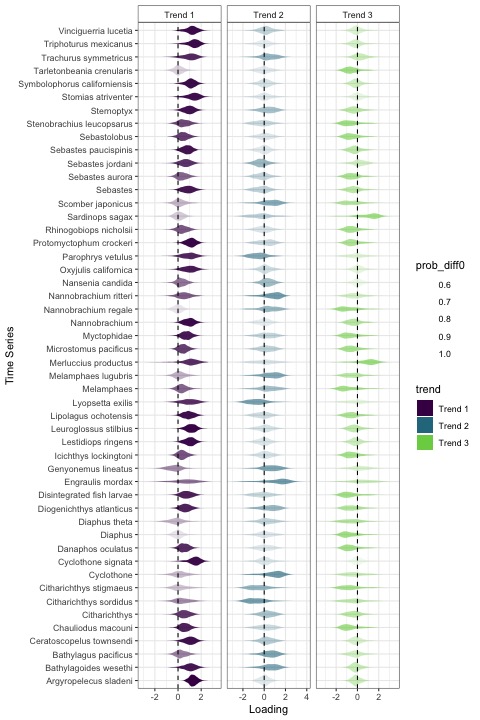 Trend 1 Trend 2 Trend 3
Vinciguerria lucetia
Triphoturus mexicanus
Trachurus symmetricus
Tarletonbeania crenularis
Symbolophorus californiensis
Stomias atriventer
Sternoptyx
Stenobrachius leucopsarus
Sebastolobus
Sebastes paucispinis
Sebastes jordani
Sebastes aurora
Sebastes
Scomber japonicus
Sardinops sagax
Rhinogobiops nicholsii
Protomyctophum crockeri
Parophrys vetulus
Oxyjulis californica
Nansenia candida
Nannobrachium ritteri
Nannobrachium regale
Nannobrachium
Myctophidae
Microstomus pacificus
Merluccius productus
Melamphaes lugubris
Melamphaes
Lyopsetta exilis
Lipolagus ochotensis
Leuroglossus stilbius
Lestidiops ringens
Icichthys lockingtoni
Genyonemus lineatus
Engraulis mordax
Disintegrated fish larvae
Diogenichthys atlanticus
Diaphus theta
Diaphus
Danaphos oculatus
Cyclothone signata
Cyclothone
Citharichthys stigmaeus
Citharichthys sordidus
Citharichthys
Chauliodus macouni
Ceratoscopelus townsendi
Bathylagus pacificus
Bathylagoides wesethi
Argyropelecus sladeni
-2 0 2 -2 0 2 4 -2 0 2
Loading
Time Series
prob_diff0
0.6
0.7
0.8
0.9
1.0
trend
Trend 1
Trend 2
Trend 3